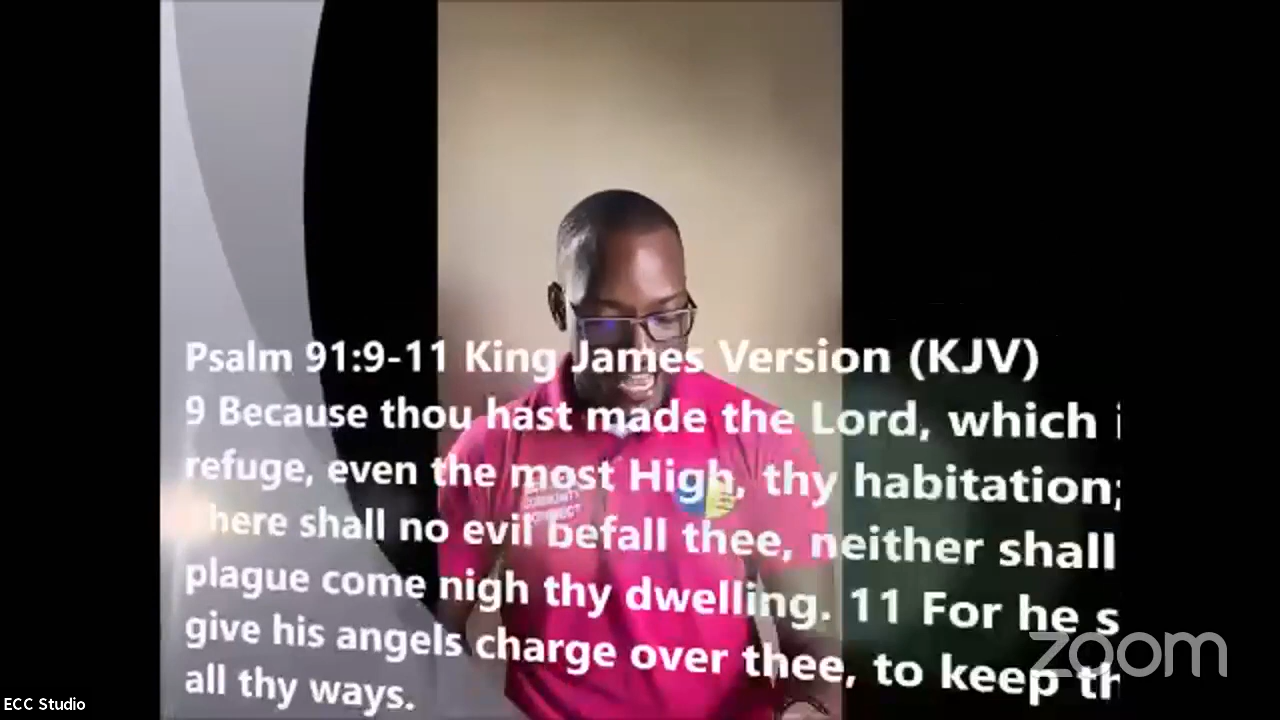 Psalm 91:9-11 King James Version (KJV)
9 Because thou hast made the Lord, which i
refuge, even the most High, thy habitation;
here shall no evil befall thee, neither shall
plague come nigh thy dwelling. 11 For he s
give his angels charge over thee, to keep th
all thy ways.
COMMUNITY
CONNECT
zoom
ECC Studio